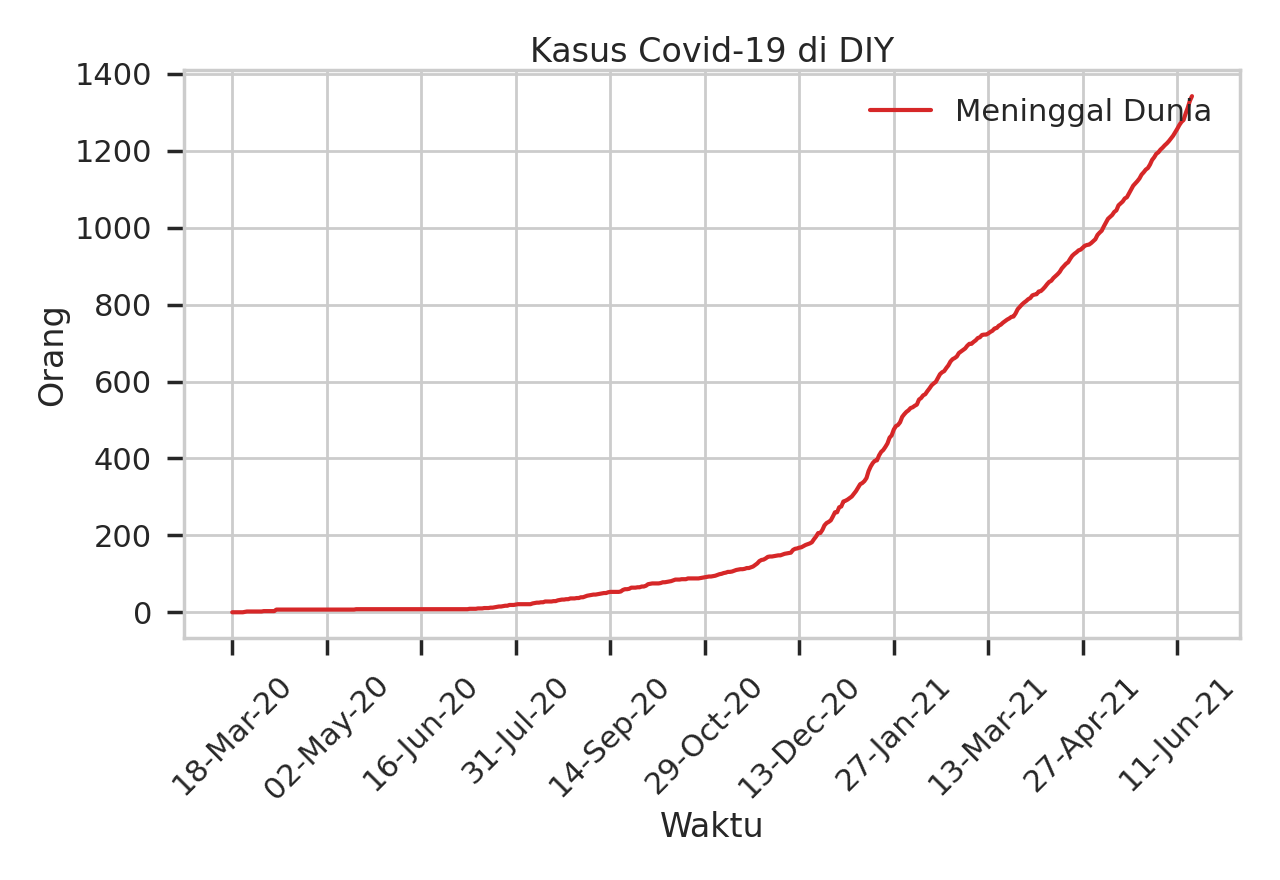 Kasus Covid-19 di DIY
Meninggal Dunia
Orang
1400
1200
1000
800
600
400
200
0
18-Mar-20
02-May-20
16-Jun-20
31-Jul-20
14-Sep-20
29-Oct-20
13-Dec-20
27-Jan-21
13-Mar-21
27-Apr-21
11-Jun-21
Waktu